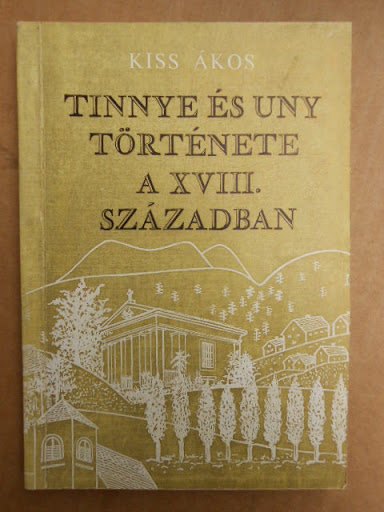 KISS ÁKOS
TINNYE ÉS UNY
TÖRTÉNETE
A XVIII.
SZÁZADBAN